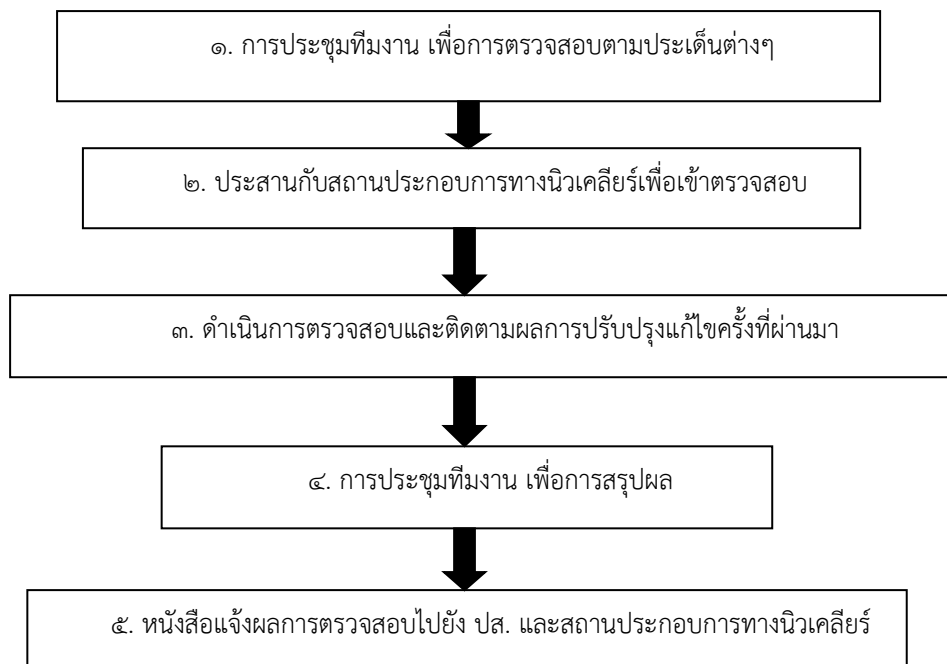 ๑. การประชุมทีมงาน เพื่อการตรวจสอบตามประเด็นต่างๆ
๒. ประสานกับสถานประกอบการทางนิวเคลียร์เพื่อเข้าตรวจสอบ
๓. ดำเนินการตรวจสอบและติดตามผลการปรับปรุงแก้ไขครั้งที่ผ่านมา
๔. การประชุมทีมงาน เพื่อการสรุปผล
๕. หนังสือแจ้งผลการตรวจสอบไปยัง ปส. และสถานประกอบการทางนิวเคลียร์